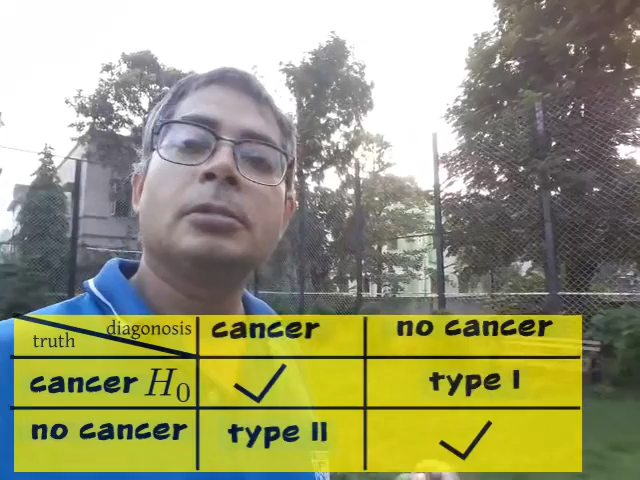 truth diagonosis cancer no cancer
cancer H₀ ✓ type I
no cancer type II ✓